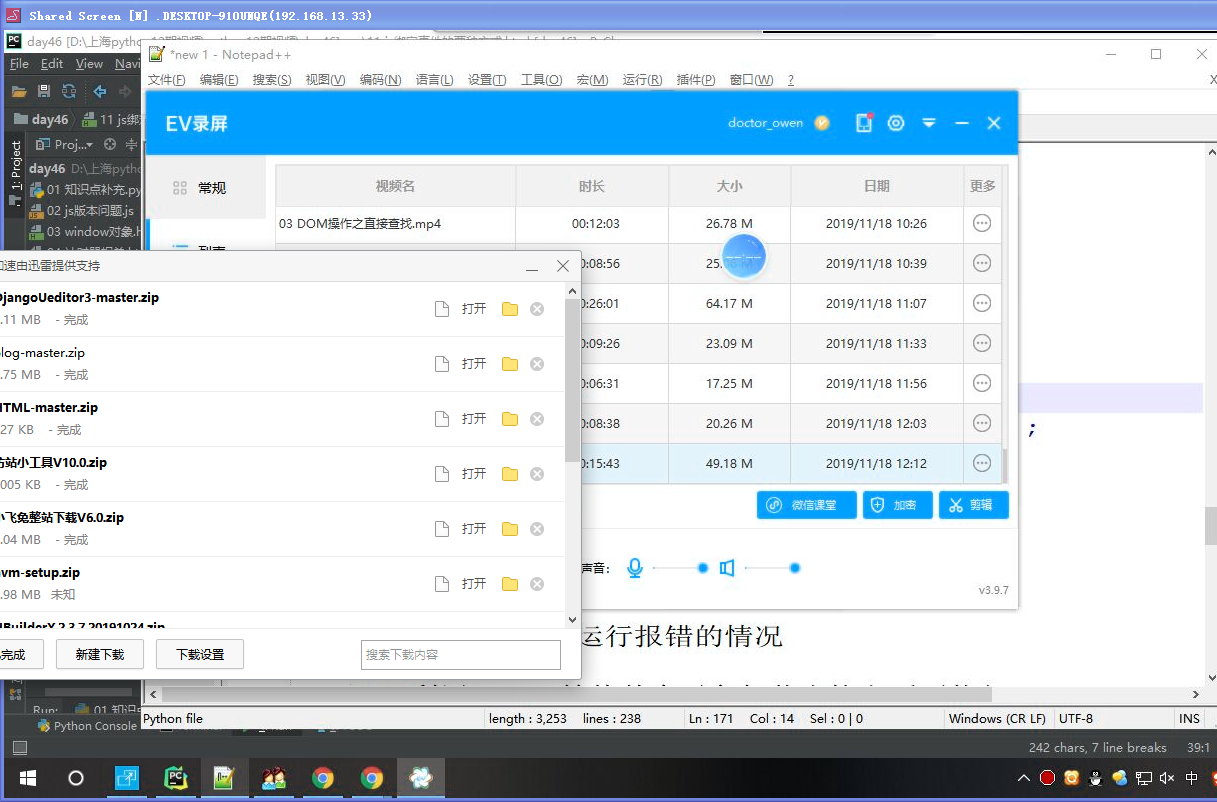 Shared Screen [N] .DESKTOP-91OUNQE(192.168.13.33)
day46 [D:\上海pyth
*new 1 - Notepad++
File Edit View Navi
文件(F) 编辑(E) 搜索(S) 视图(V) 编码(N) 语言(L) 设置(T) 工具(O) 宏(M) 运行(R) 插件(P) 窗口(W) ? X
day46 11 js绑
EV录屏 doctor_owen
Proj...
1: Project
day46 D:\上海pytho
01 知识点补充.py
02 js版本问题.js
03 window对象.h
常规
视频名 时长 大小 日期 更多
03 DOM操作之直接查找.mp4 00:12:03 26.78 M 2019/11/18 10:26
0:08:56 25. M 2019/11/18 10:39
0:26:01 64.17 M 2019/11/18 11:07
0:09:26 23.09 M 2019/11/18 11:33
0:06:31 17.25 M 2019/11/18 11:56
0:08:38 20.26 M 2019/11/18 12:03
0:15:43 49.18 M 2019/11/18 12:12
微信课堂 加密 剪辑
声音:
v3.9.7
速由迅雷提供支持
DjangoUeditor3-master.zip
.11 MB - 完成 打开
log-master.zip
.75 MB - 完成 打开
HTML-master.zip
27 KB - 完成 打开
仿站小工具V10.0.zip
005 KB - 完成 打开
小飞兔整站下载V6.0.zip
.04 MB - 完成 打开
vm-setup.zip
.98 MB 未知 打开
HBuilderX.2.3.7.20191024.zip
完成 新建下载 下载设置 搜索下载内容
;
运行报错的情况
Run: 01 知识
Python file length : 3,253 lines : 238 Ln : 171 Col : 14 Sel : 0 | 0 Windows (CR LF) UTF-8 INS
Python Console
242 chars, 7 line breaks 39:1
中